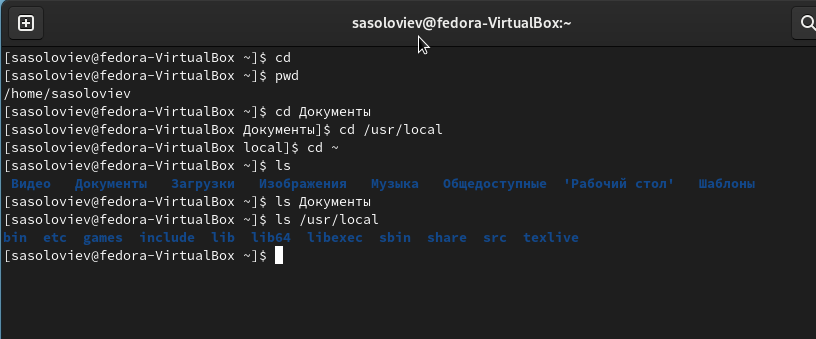 sasoloviev@fedora-VirtualBox:~
[sasoloviev@fedora-VirtualBox ~]$ cd
[sasoloviev@fedora-VirtualBox ~]$ pwd
/home/sasoloviev
[sasoloviev@fedora-VirtualBox ~]$ cd Документы
[sasoloviev@fedora-VirtualBox Документы]$ cd /usr/local
[sasoloviev@fedora-VirtualBox local]$ cd ~
[sasoloviev@fedora-VirtualBox ~]$ ls
Видео Документы Загрузки Изображения Музыка Общедоступные 'Рабочий стол' Шаблоны
[sasoloviev@fedora-VirtualBox ~]$ ls Документы
[sasoloviev@fedora-VirtualBox ~]$ ls /usr/local
bin etc games include lib lib64 libexec sbin share src texlive
[sasoloviev@fedora-VirtualBox ~]$